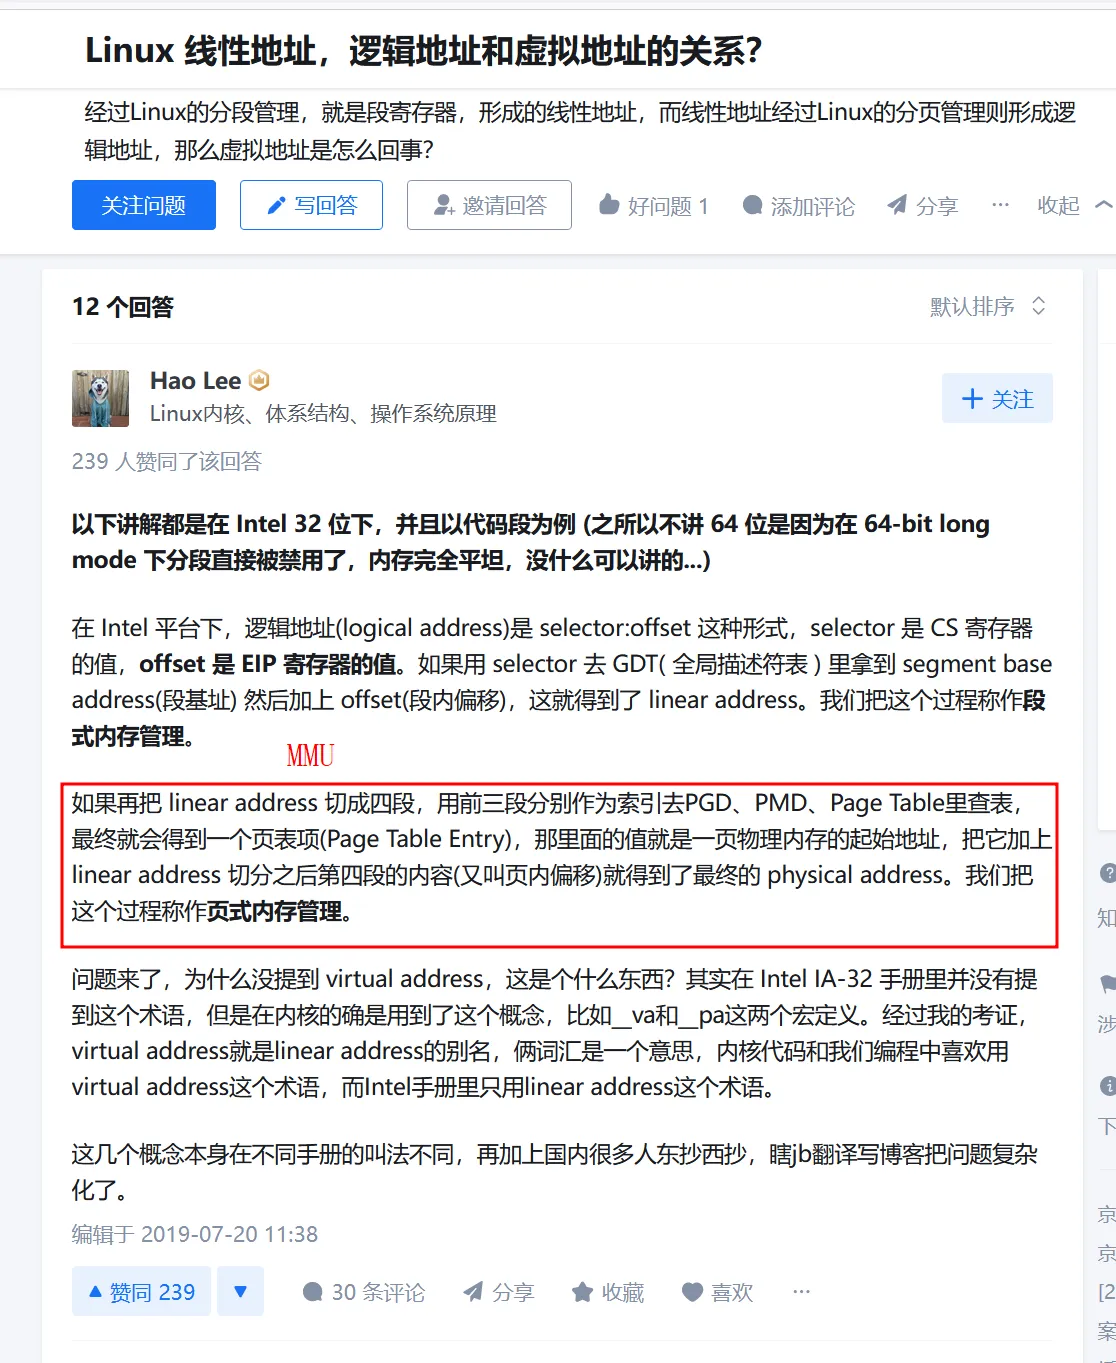 Linux 线性地址，逻辑地址和虚拟地址的关系？
经过Linux的分段管理，就是段寄存器，形成的线性地址，而线性地址经过Linux的分页管理则形成逻
辑地址，那么虚拟地址是怎么回事？
关注问题 写回答 邀请回答 好问题 1 添加评论 分享 ··· 收起
12 个回答 默认排序
Hao Lee
Linux内核、体系结构、操作系统原理
+ 关注
239 人赞同了该回答
以下讲解都是在 Intel 32 位下，并且以代码段为例 (之所以不讲 64 位是因为在 64-bit long
mode 下分段直接被禁用了，内存完全平坦，没什么可以讲的...)
在 Intel 平台下，逻辑地址(logical address)是 selector:offset 这种形式，selector 是 CS 寄存器
的值，offset 是 EIP 寄存器的值。如果用 selector 去 GDT( 全局描述符表 ) 里拿到 segment base
address(段基址) 然后加上 offset(段内偏移)，这就得到了 linear address。我们把这个过程称作段
式内存管理。
MMU
如果再把 linear address 切成四段，用前三段分别作为索引去PGD、PMD、Page Table里查表，
最终就会得到一个页表项(Page Table Entry)，那里面的值就是一页物理内存的起始地址，把它加上
linear address 切分之后第四段的内容(又叫页内偏移)就得到了最终的 physical address。我们把
这个过程称作页式内存管理。
问题来了，为什么没提到 virtual address，这是个什么东西？其实在 Intel IA-32 手册里并没有提
到这个术语，但是在内核的确是用到了这个概念，比如__va和__pa这两个宏定义。经过我的考证，
virtual address就是linear address的别名，俩词汇是一个意思，内核代码和我们编程中喜欢用
virtual address这个术语，而Intel手册里只用linear address这个术语。
这几个概念本身在不同手册的叫法不同，再加上国内很多人东抄西抄，瞎jb翻译写博客把问题复杂
化了。
编辑于 2019-07-20 11:38
赞同 239 30 条评论 分享 收藏 喜欢 ···
知
涉
下
京
京
[2
案